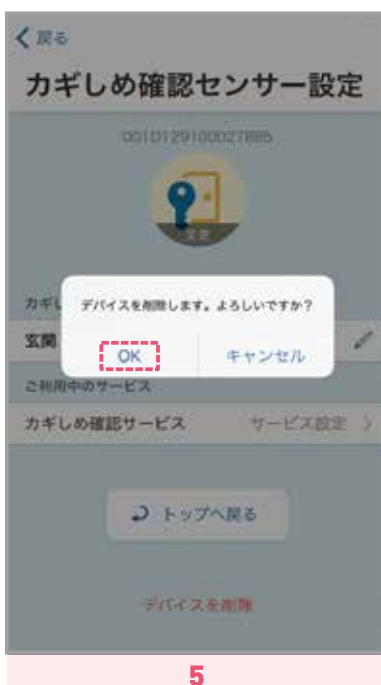 戻る
カギしめ確認センサー設定
変更
カギし
デバイスを削除します。よろしいですか?
玄関
OK キャンセル
ご利用中のサービス
カギしめ確認サービス サービス設定
トップへ戻る
デバイスを削除
5